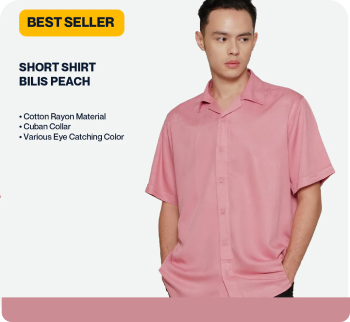 BEST SELLER
SHORT SHIRT
BILIS PEACH
• Cotton Rayon Material
• Cuban Collar
• Various Eye Catching Color